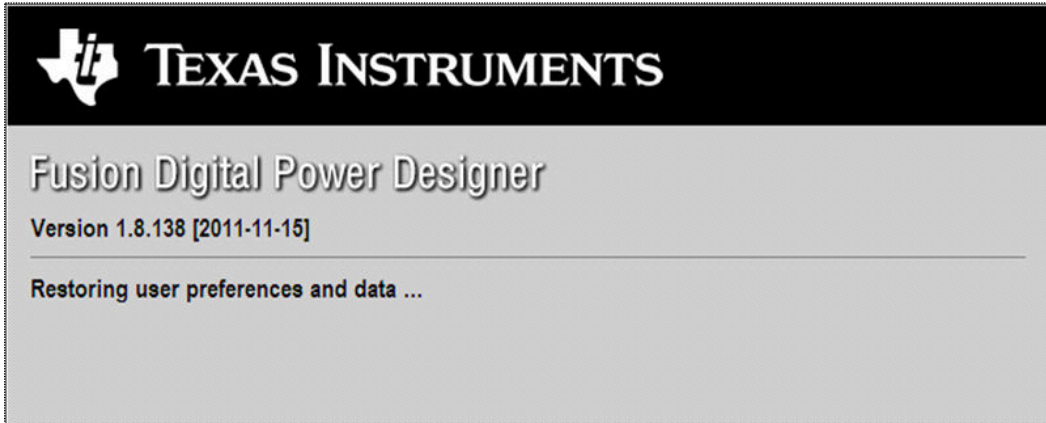 TEXAS INSTRUMENTS
Fusion Digital Power Designer
Version 1.8.138 [2011-11-15]
Restoring user preferences and data ...